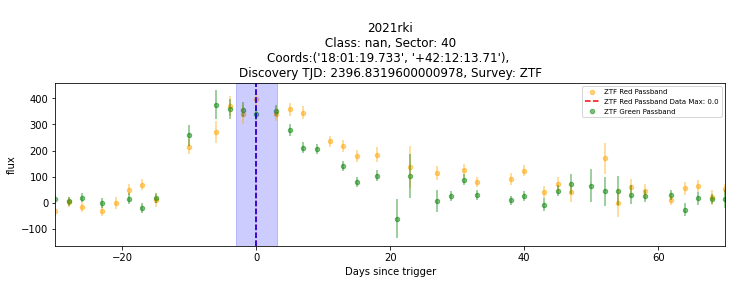 2021rki
Class: nan, Sector: 40
Coords:('18:01:19.733', '+42:12:13.71'),
Discovery TJD: 2396.8319600000978, Survey: ZTF
ZTF Red Passband
ZTF Red Passband Data Max: 0.0
ZTF Green Passband
flux
400
300
200
100
0
−100
−20
0
20
40
60
Days since trigger